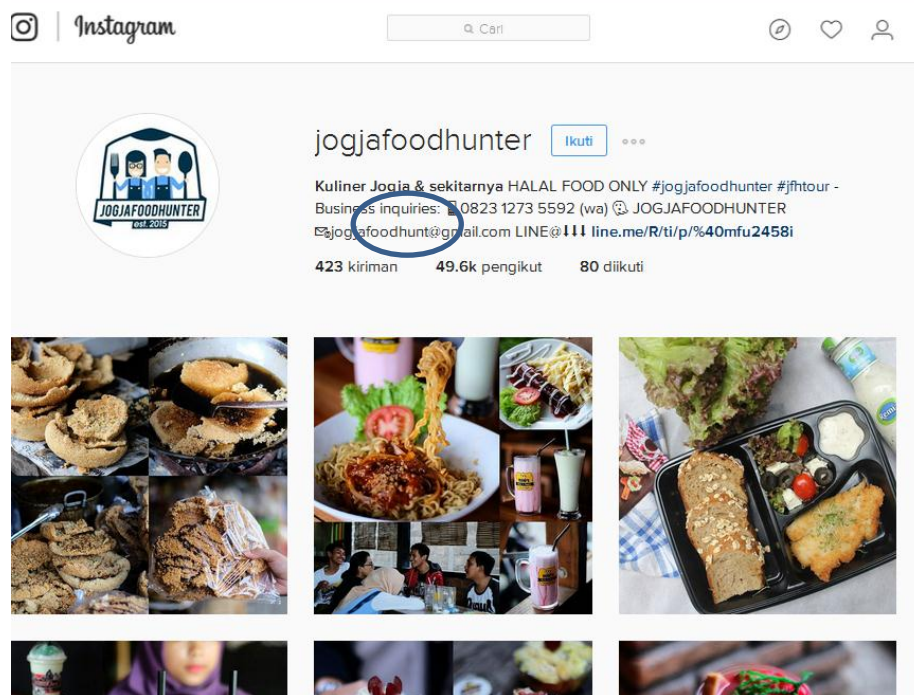 Instagram
Cari
jogjafoodhunter Ikuti
Kuliner Jogja & sekitarnya HALAL FOOD ONLY #jogjafoodhunter #jfhtour -
Business inquiries: 0823 1273 5592 (wa) JOGJAFOODHUNTER
jogjafoodhunt@gmail.com LINE@⬇⬇⬇ line.me/R/ti/p/%40mfu2458i
423 kiriman 49.6k pengikut 80 diikuti
JOGJAFOODHUNTER
est. 2015